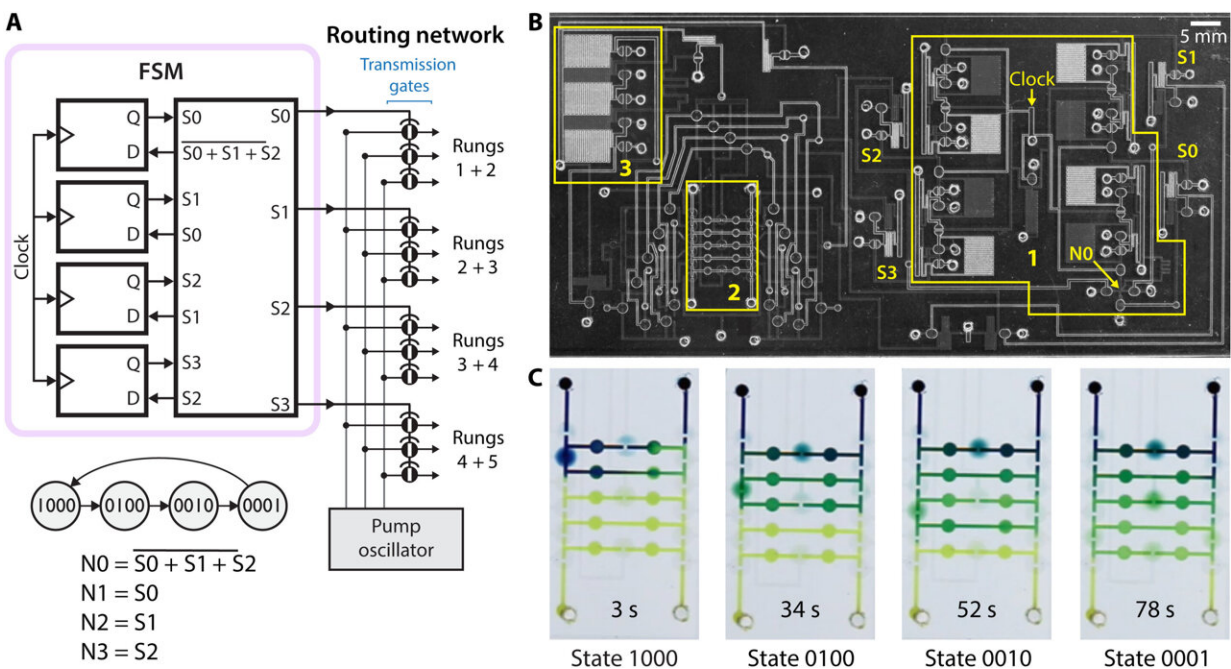 A
FSM
Q
D
Q
D
Q
D
Q
D
Clock
S0
S0 + S1 + S2
S1
S0
S2
S1
S3
S2
S0
S1
S2
S3
Routing network
Transmission
gates
Rungs
1 + 2
Rungs
2 + 3
Rungs
3 + 4
Rungs
4 + 5
Pump
oscillator
1000
0100
0010
0001
N0 = S0 + S1 + S2
N1 = S0
N2 = S1
N3 = S2
B
5 mm
S1
Clock
S2
S0
3
S3
1
N0
2
C
3 s
34 s
52 s
78 s
State 1000
State 0100
State 0010
State 0001